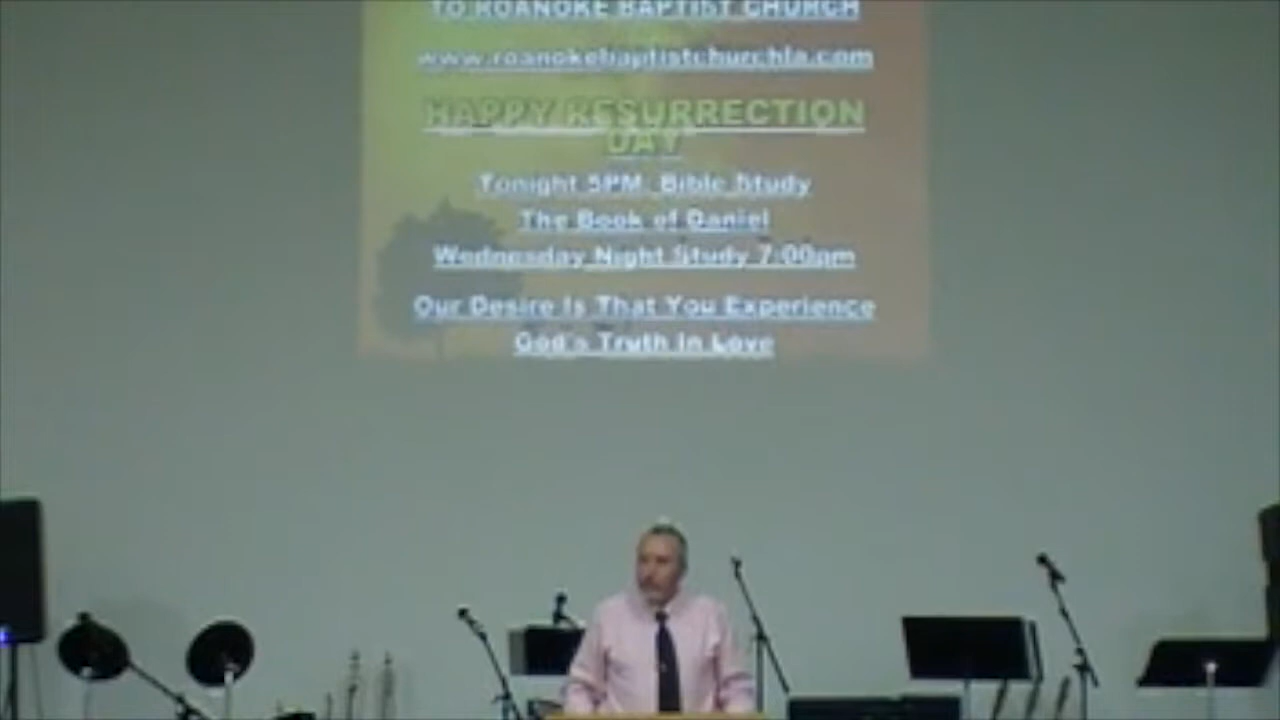 TO ROANOKE BAPTIST CHURCH
www.roanokebaptistchurchla.com
HAPPY RESURRECTION
DAY
Tonight 5PM Bible Study
The Book of Daniel
Wednesday Night Study 7:00pm
Our Desire Is That You Experience
God's Truth In Love